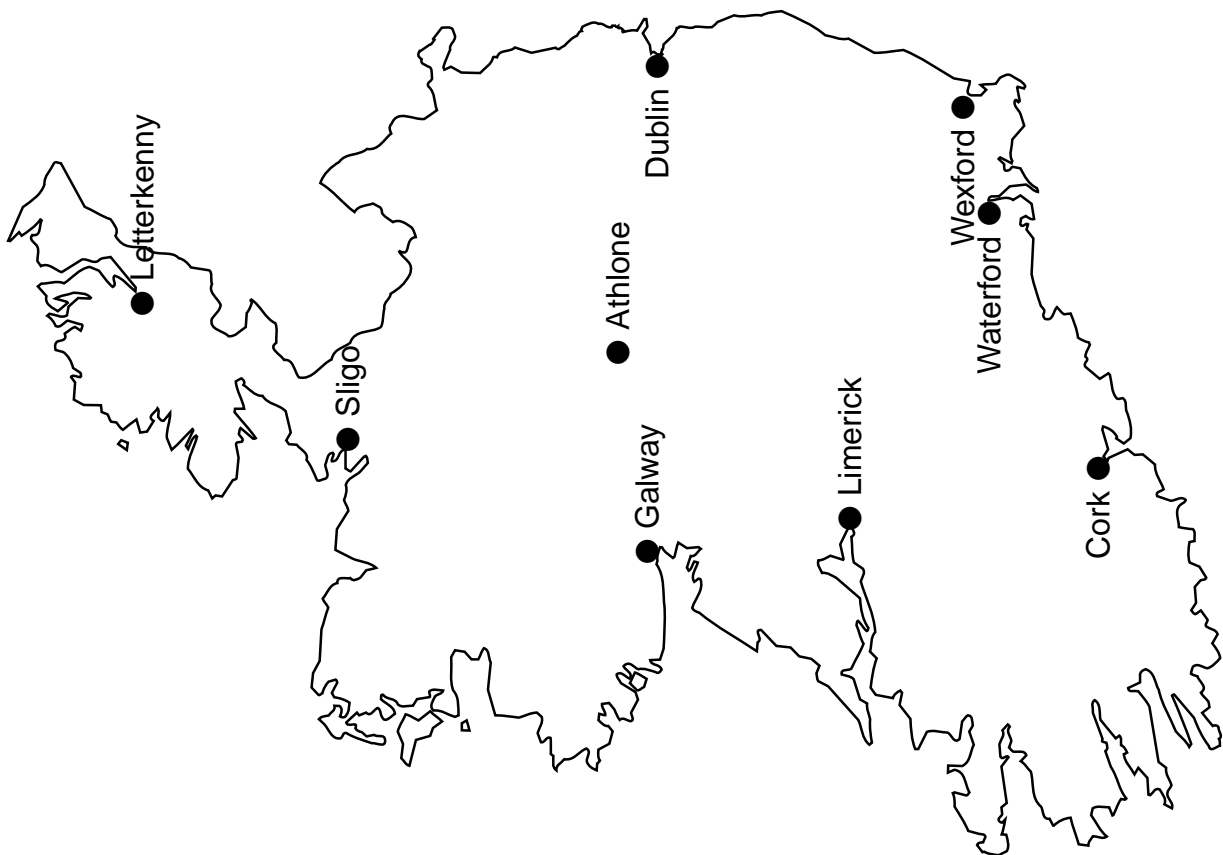 Letterkenny
Sligo
Dublin
Athlone
Galway
Limerick
Wexford
Waterford
Cork